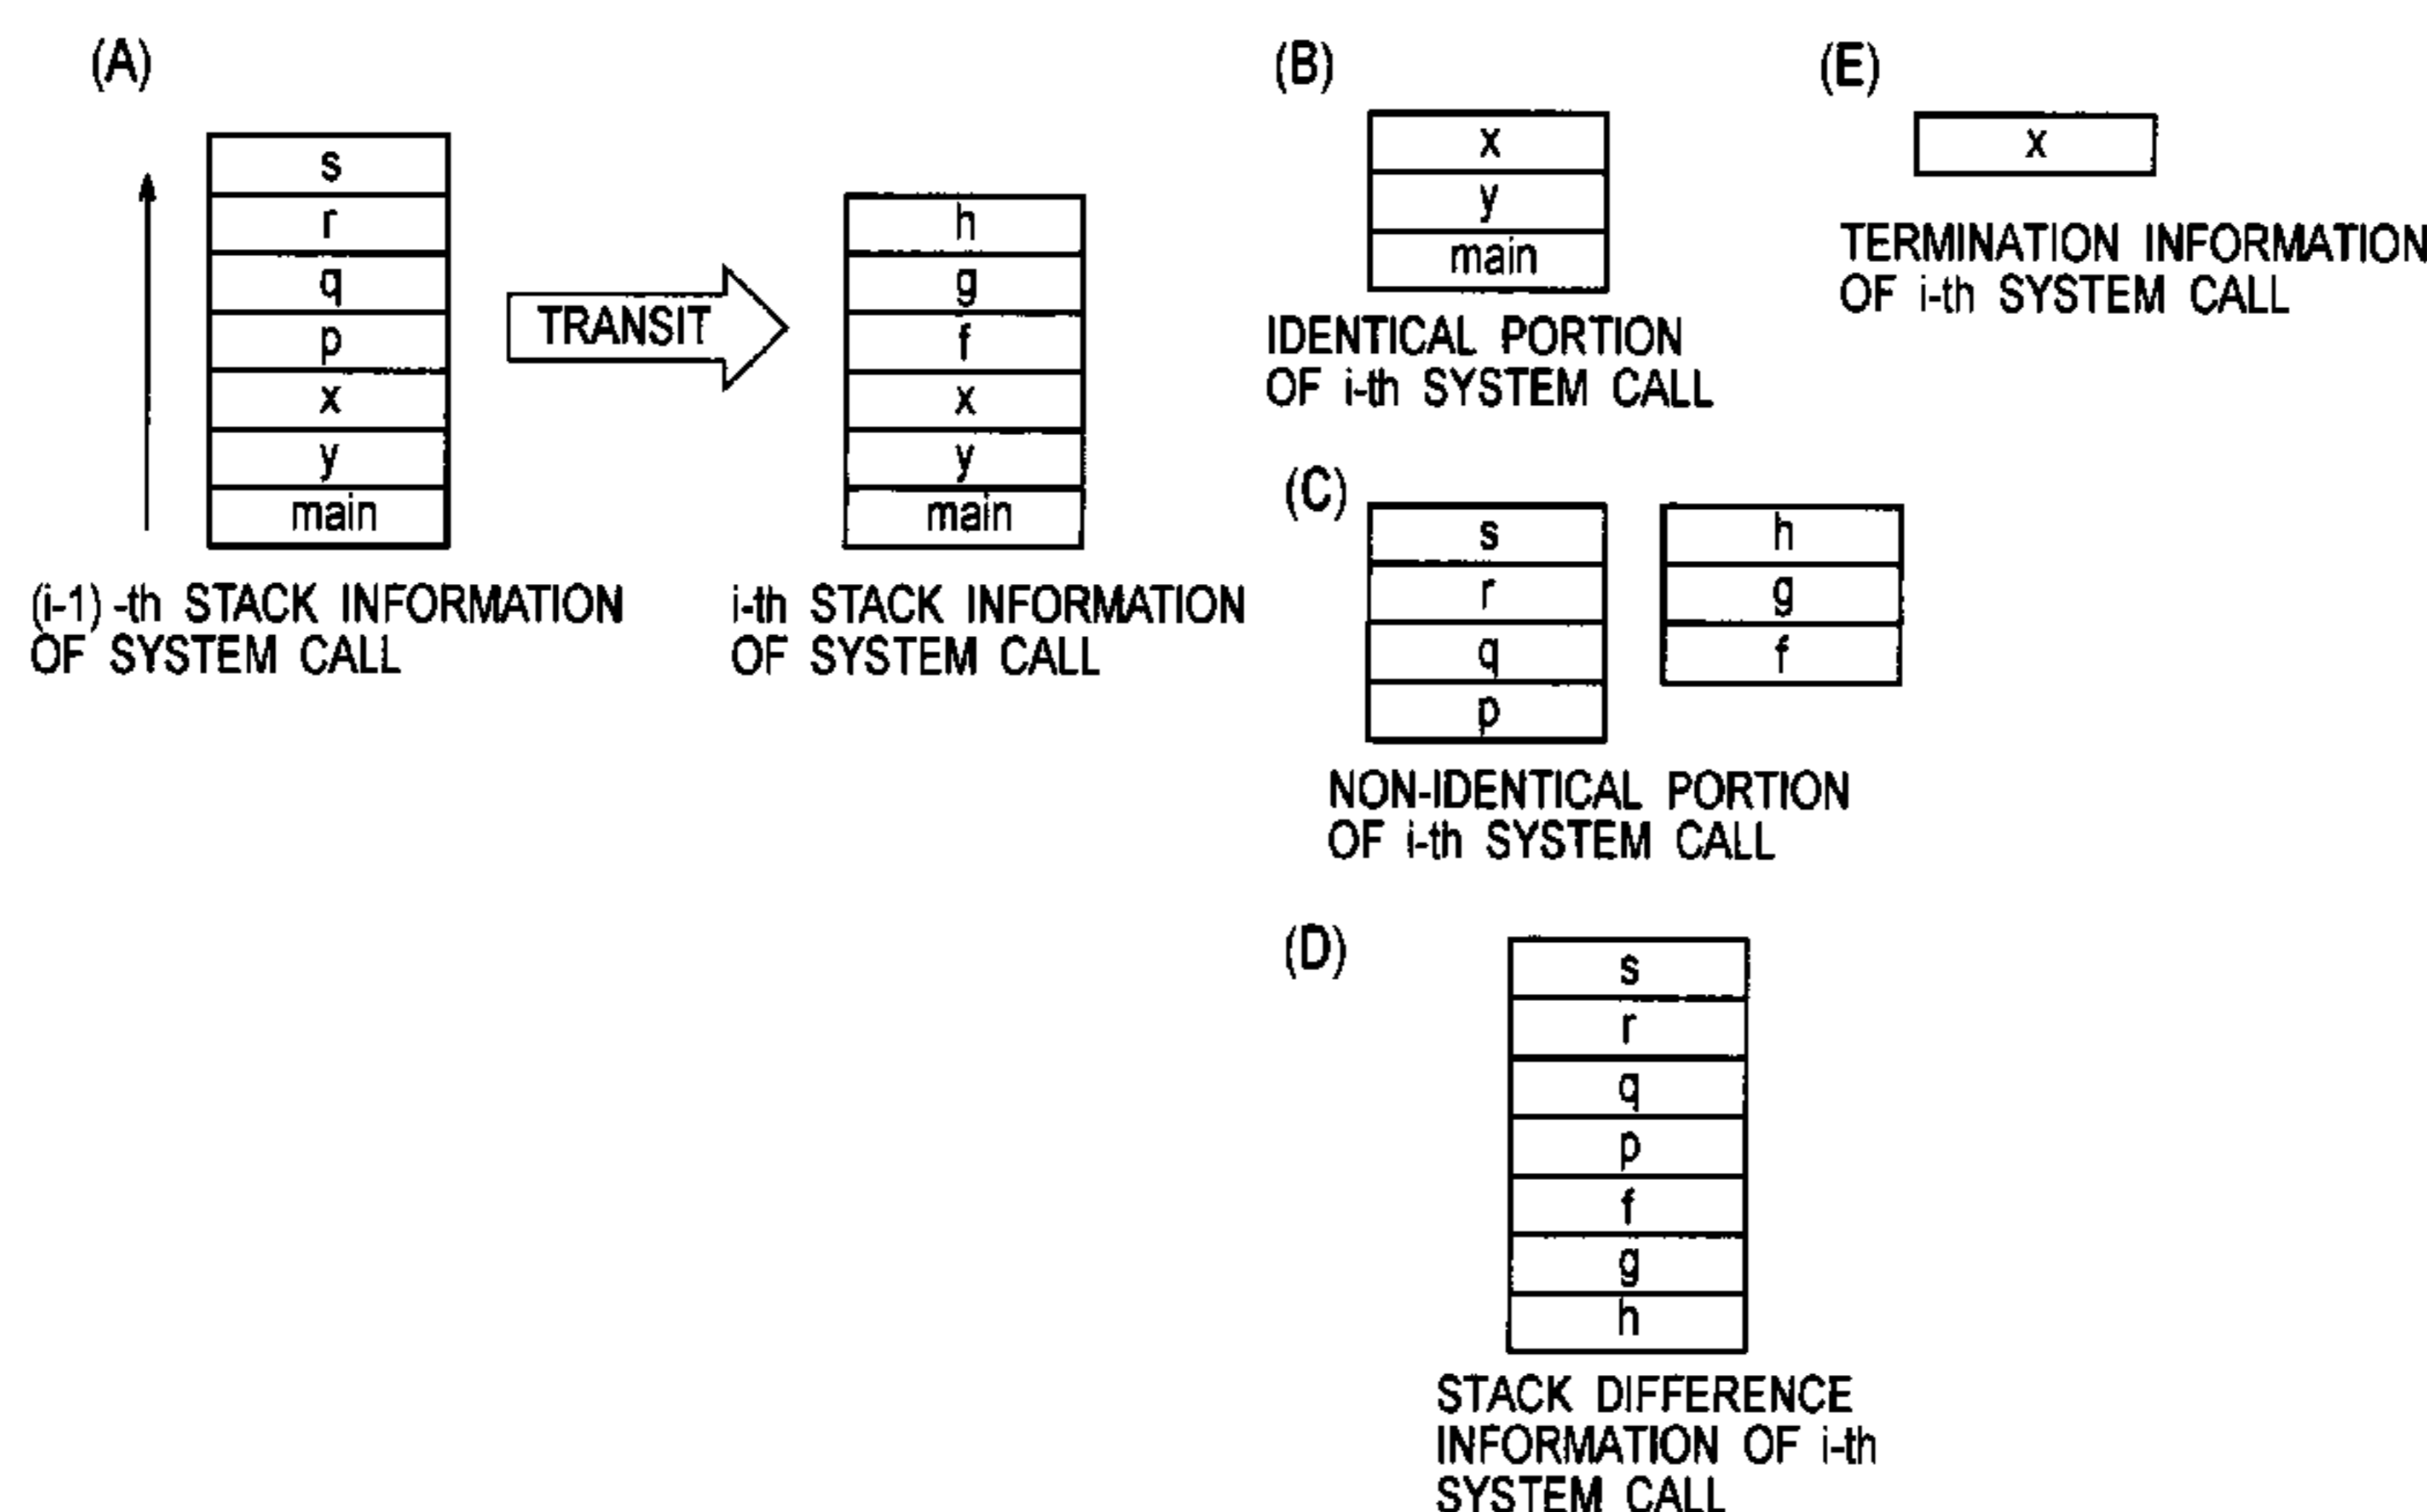 (A)
s
r
q
p
x
y
main
(i-1) -th STACK INFORMATION
OF SYSTEM CALL
TRANSIT
h
g
f
x
y
main
i-th STACK INFORMATION
OF SYSTEM CALL
(B)
x
y
main
IDENTICAL PORTION
OF i-th SYSTEM CALL
(E)
x
TERMINATION INFORMATION
OF i-th SYSTEM CALL
(C)
s
r
q
p
h
g
f
NON-IDENTICAL PORTION
OF i-th SYSTEM CALL
(D)
s
r
q
p
f
g
h
STACK DIFFERENCE
INFORMATION OF i-th
SYSTEM CALL